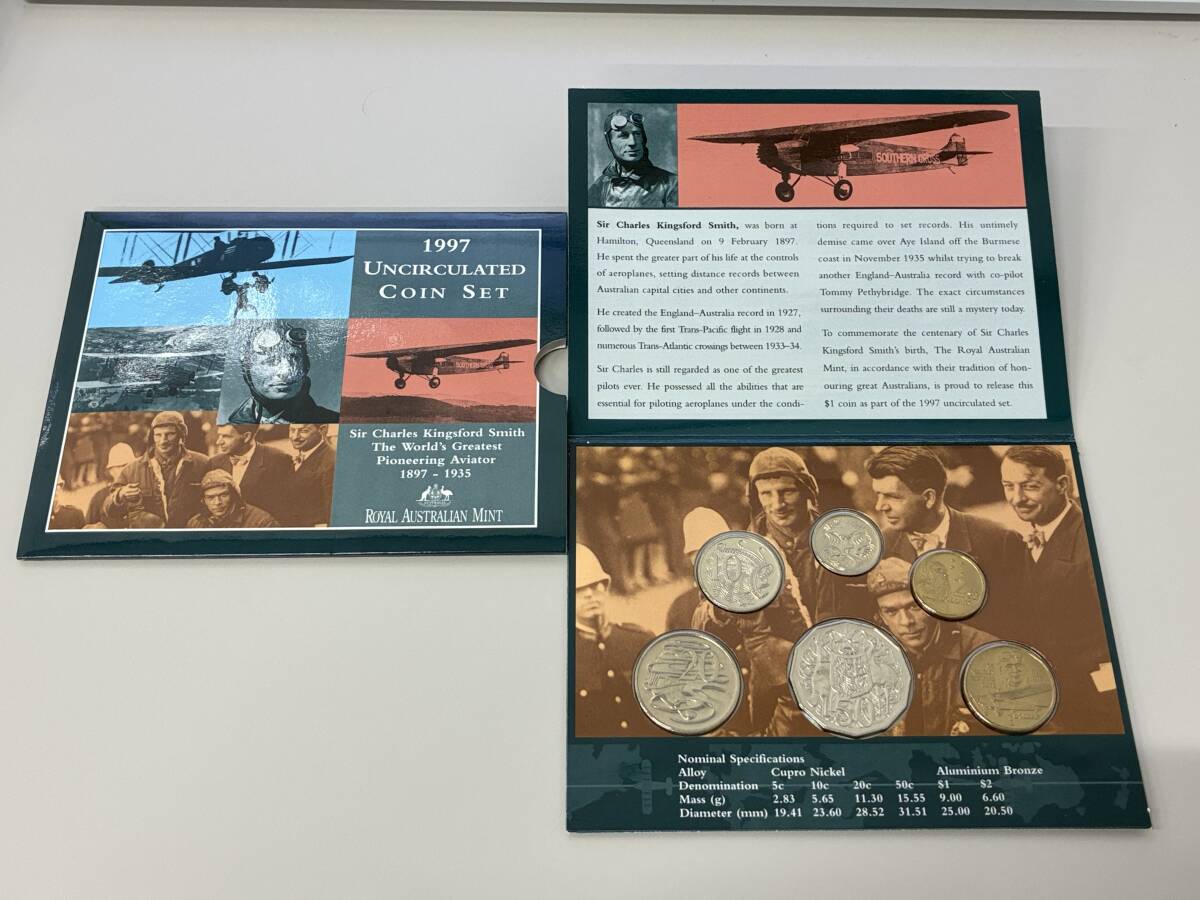 1997
UNCIRCULATED
COIN SET
SOUTHERN
Sir Charles Kingsford Smith
The World's Greatest
Pioneering Aviator
1897 - 1935
ROYAL AUSTRALIAN MINT
SOUTHERN CROSS
Sir Charles Kingsford Smith, was born at
Hamilton, Queensland on 9 February 1897.
He spent the greater part of his life at the controls
of aeroplanes, setting distance records between
Australian capital cities and other continents.
He created the England–Australia record in 1927,
followed by the first Trans-Pacific flight in 1928 and
numerous Trans-Atlantic crossings between 1933–34.
Sir Charles is still regarded as one of the greatest
pilots ever. He possessed all the abilities that are
essential for piloting aeroplanes under the condi-
tions required to set records. His untimely
demise came over Aye Island off the Burmese
coast in November 1935 whilst trying to break
another England–Australia record with co-pilot
Tommy Pethybridge. The exact circumstances
surrounding their deaths are still a mystery today.
To commemorate the centenary of Sir Charles
Kingsford Smith's birth, The Royal Australian
Mint, in accordance with their tradition of hon-
ouring great Australians, is proud to release this
$1 coin as part of the 1997 uncirculated set.
10
5
2
20
50
Nominal Specifications
Alloy Cupro Nickel Aluminium Bronze
Denomination 5c 10c 20c 50c $1 $2
Mass (g) 2.83 5.65 11.30 15.55 9.00 6.60
Diameter (mm) 19.41 23.60 28.52 31.51 25.00 20.50